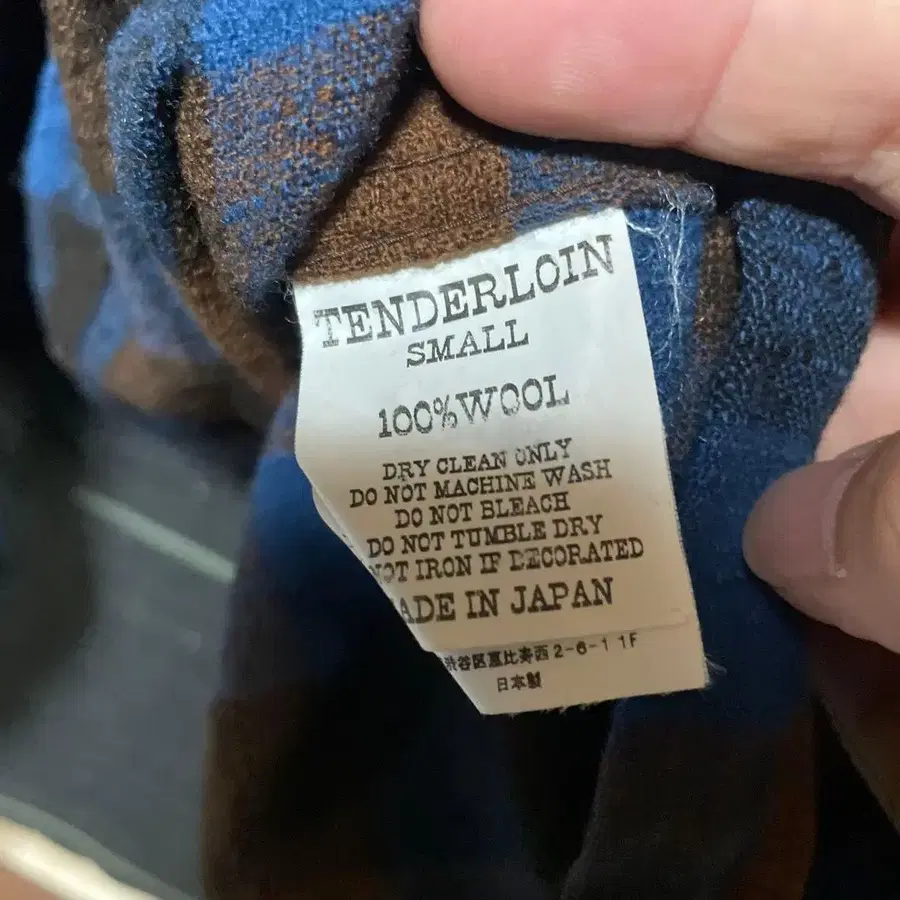 TENDERLOIN
SMALL
100%WOOL
DRY CLEAN ONLY
DO NOT MACHINE WASH
DO NOT BLEACH
DO NOT TUMBLE DRY
NOT IRON IF DECORATED
ADE IN JAPAN
渋谷区恵比寿西2-6-1 1F
日本製